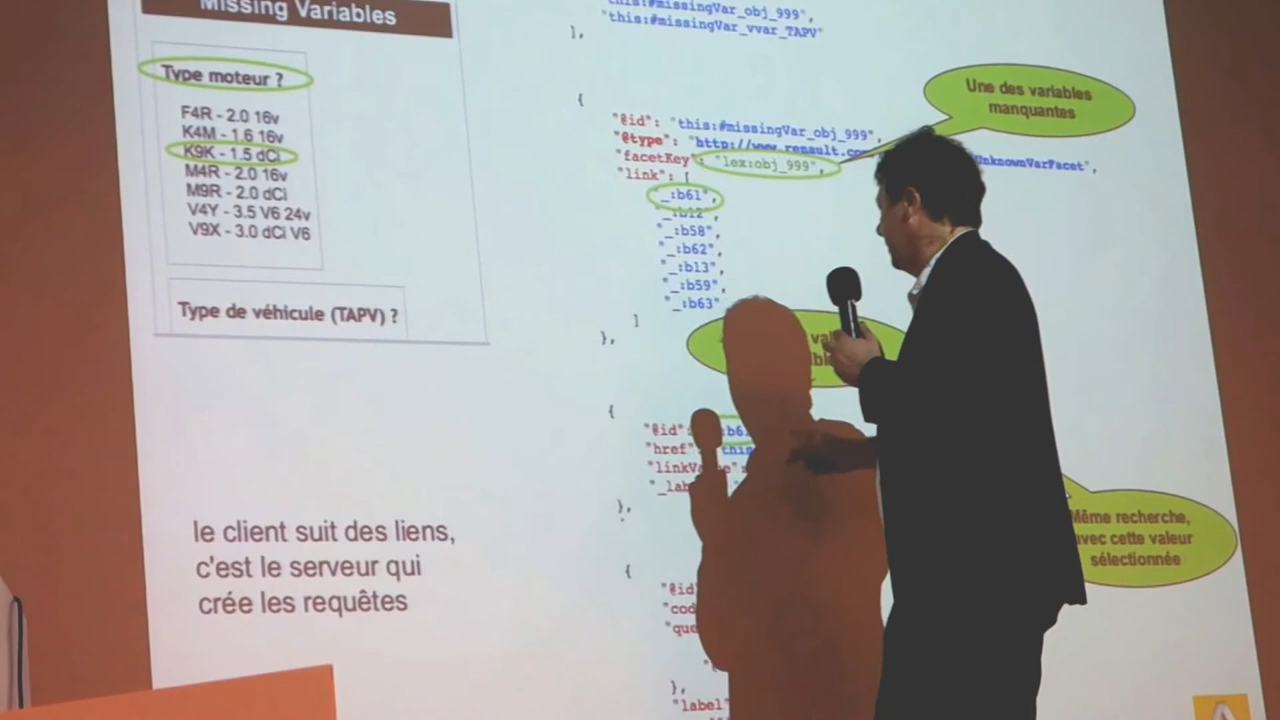 Missing Variables
Type moteur ?
F4R - 2.0 16v
K4M - 1.6 16v
K9K - 1.5 dCi
M4R - 2.0 16v
M9R - 2.0 dCi
V4Y - 3.5 V6 24v
V9X - 3.0 dCi V6
Type de véhicule (TAPV) ?
le client suit des liens,
c'est le serveur qui
crée les requêtes
"this:#missingVar_obj_999",
"this:#missingVar_vvar_TAPV"
],
{
"@id": "this:#missingVar_obj_999",
"@type": "http://www.renault.co UnknownVarFacet",
"facetKey": "lex:obj_999",
"link": [
"_:b61",
"_:b12",
"_:b58",
"_:b62",
"_:b13",
"_:b59",
"_:b63"
]
},
{
"@id": :b6
"href": this
"linkV e":
"_lab
},
{
"@id
"cod
"que
},
"label"
Une des variables
manquantes
Même recherche,
avec cette valeur
sélectionnée